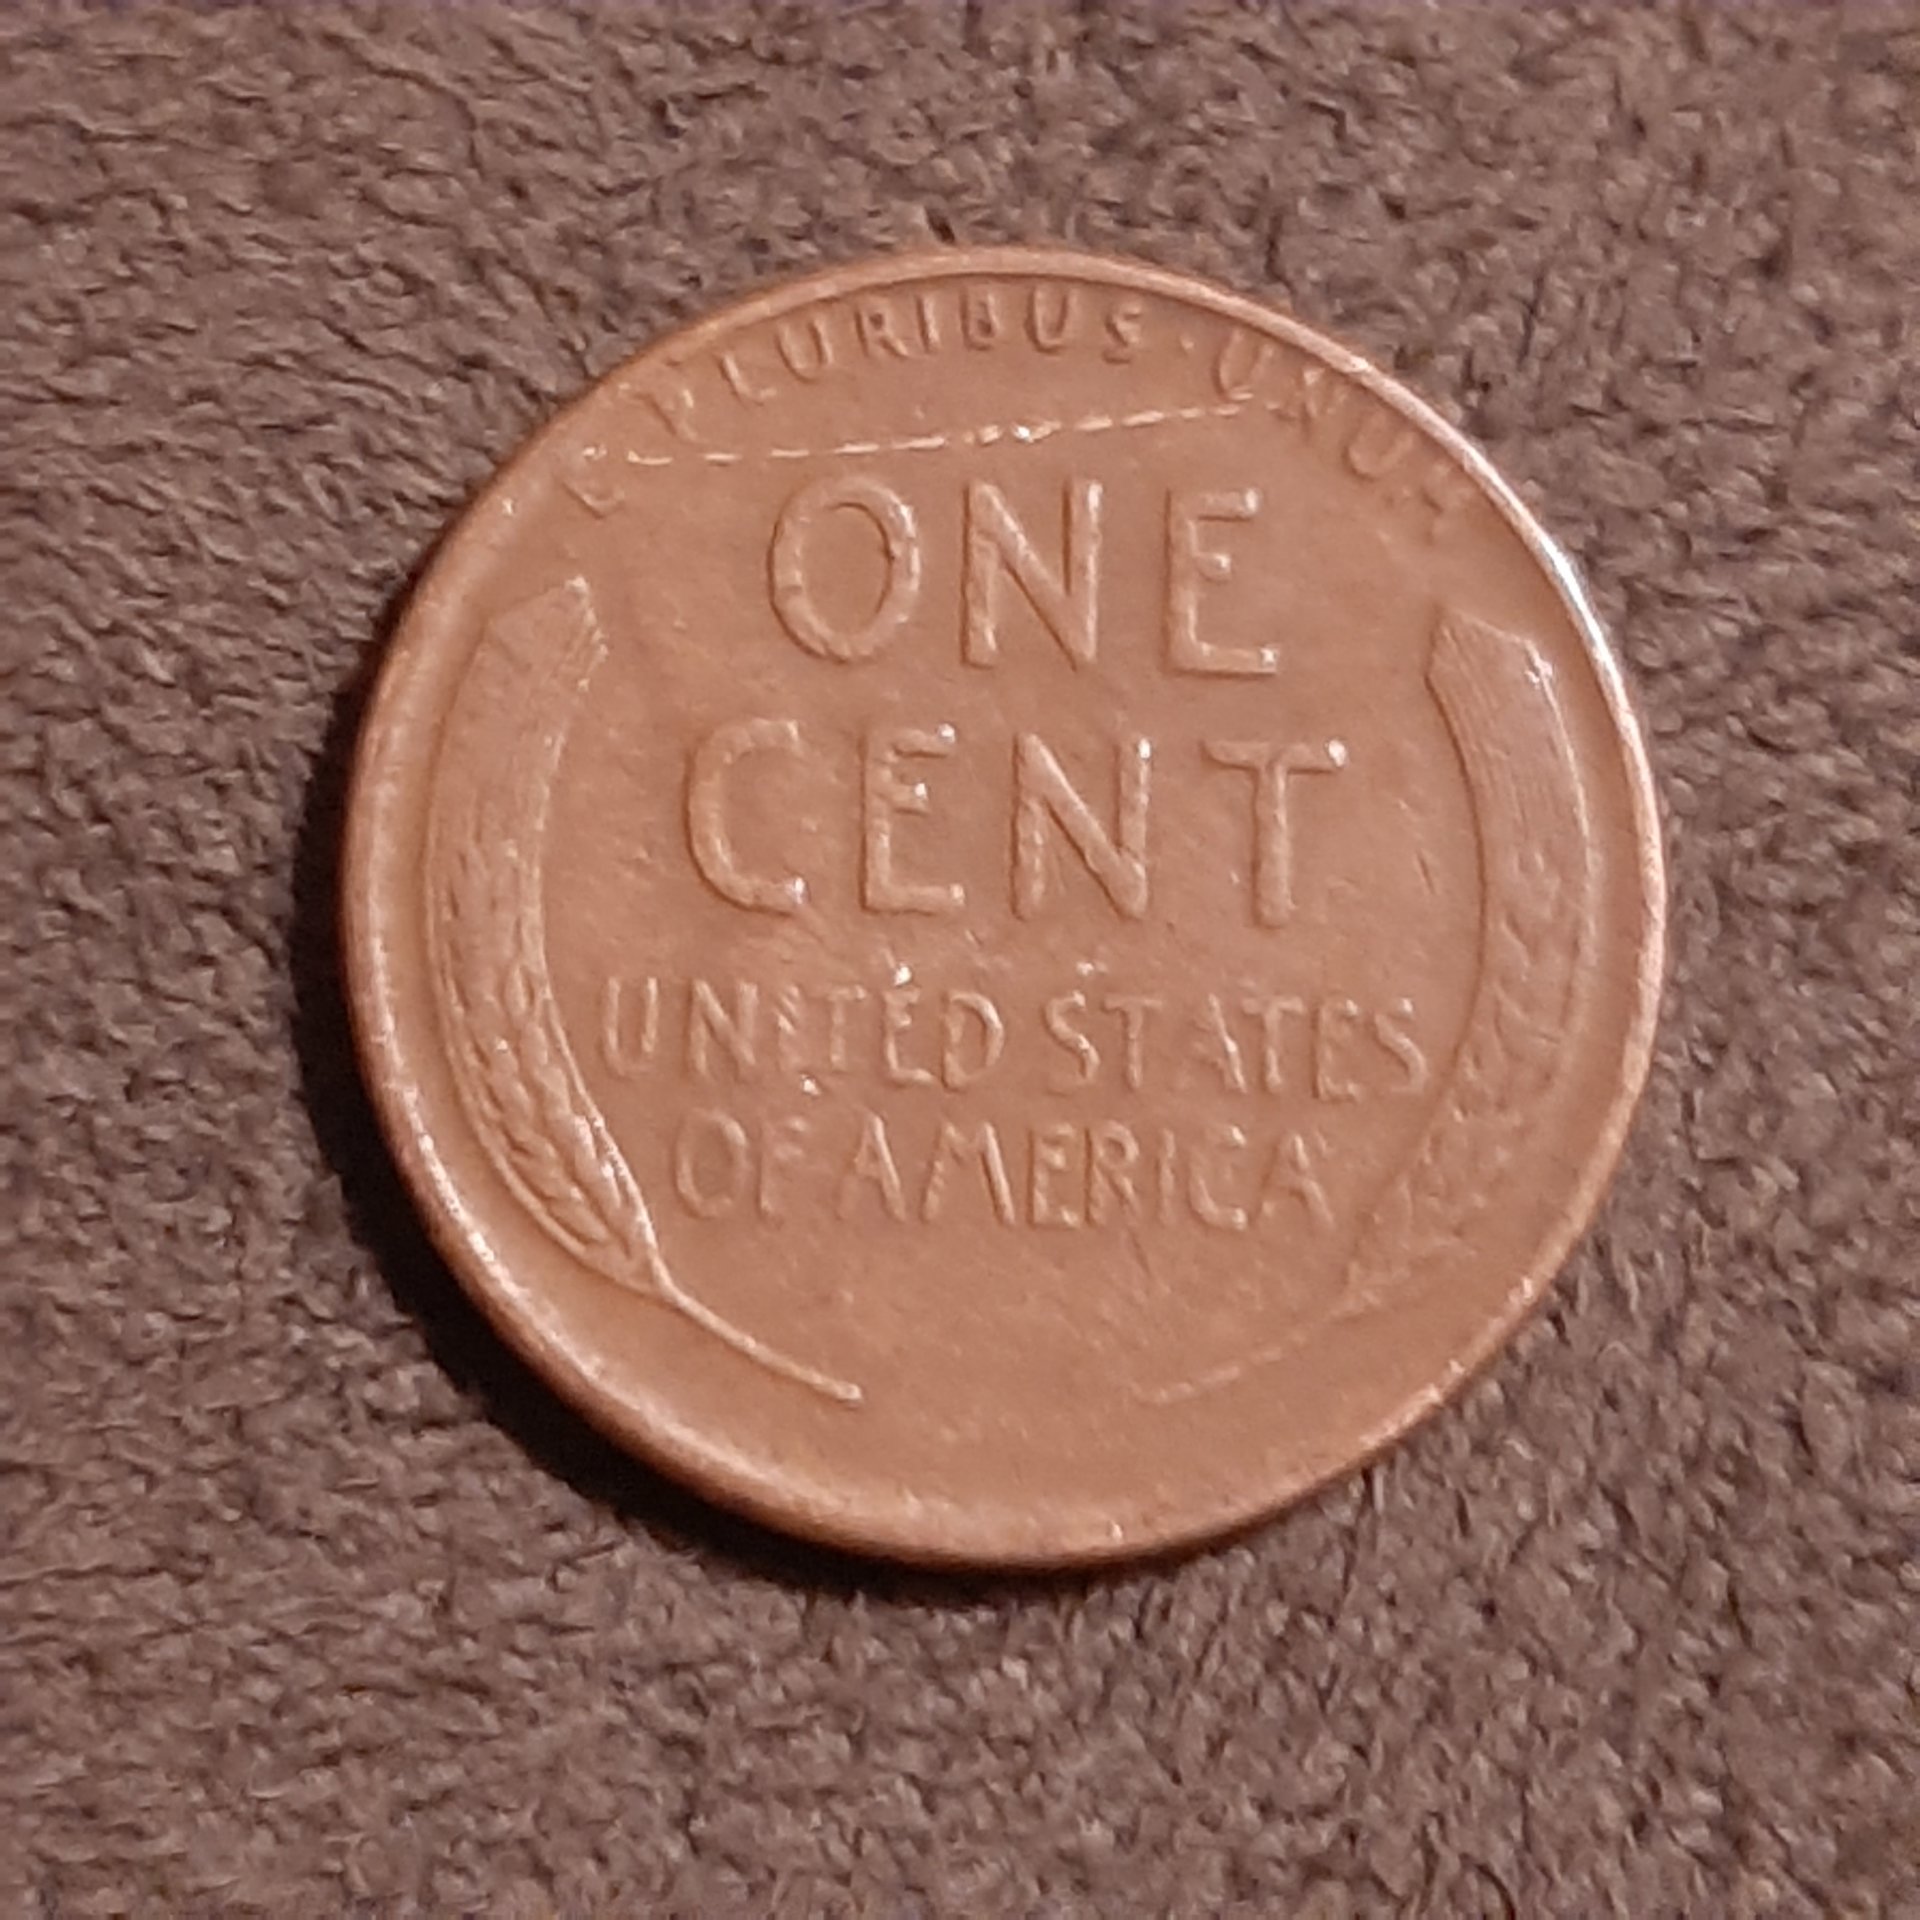 E·PLURIBUS·UNUM
ONE
CENT
UNITED STATES
OF AMERICA